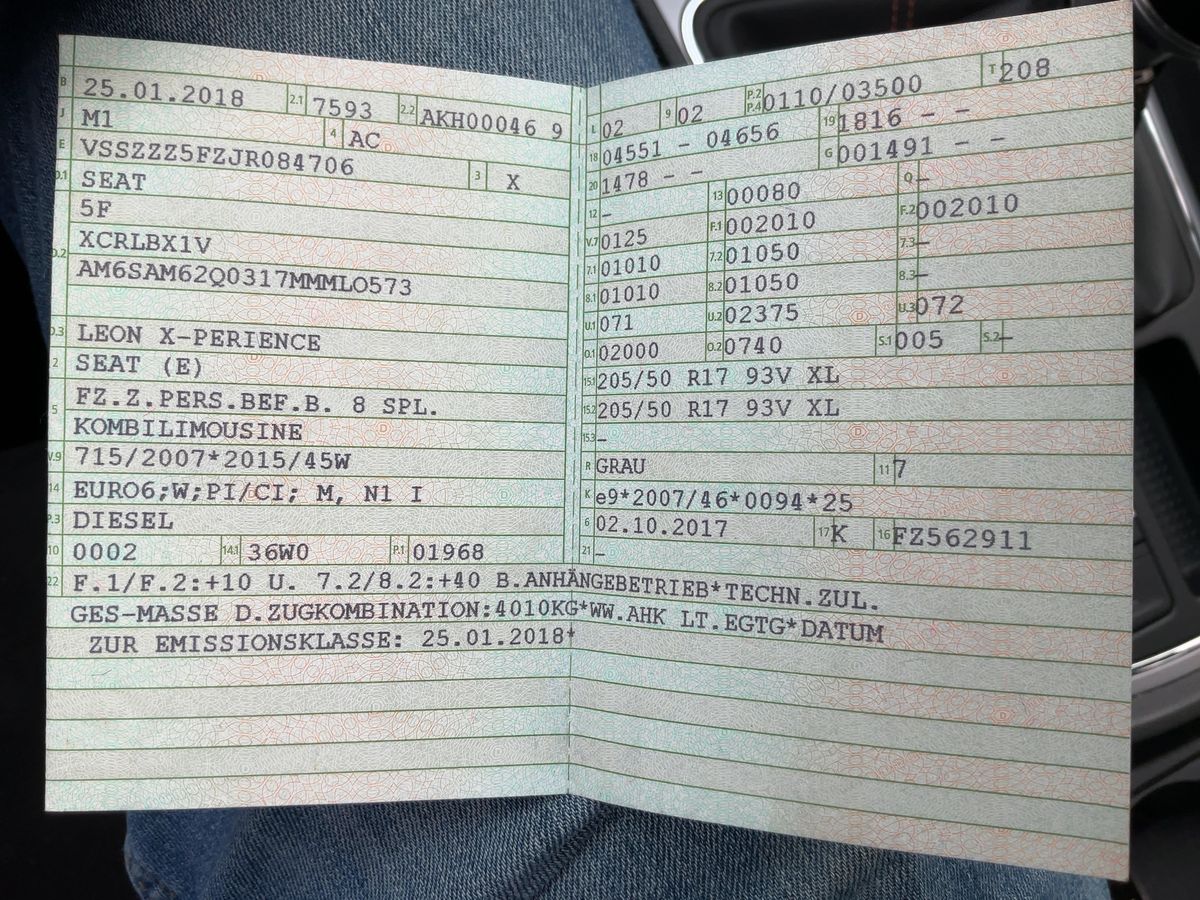 B 25.01.2018 2.1 7593 2.2 AKH00046 9
J M1 4 AC
E VSSZZZ5FZJR084706 3 X
D.1 SEAT
5F
D.2 XCRLBX1V
AM6SAM62Q0317MMMLO573
D.3 LEON X-PERIENCE
2 SEAT (E)
5 FZ.Z.PERS.BEF.B. 8 SPL.
KOMBILIMOUSINE
V.9 715/2007*2015/45W
14 EURO6;W;PI/CI; M, N1 I
P.3 DIESEL
10 0002 14.1 36W0 P.1 01968
L 02 9 02 P.2 P.4 0110/03500 T 208
18 04551 - 04656 19 1816 - -
20 1478 - - G 001491 - -
12 - 13 00080 Q -
V.7 0125 F.1 002010 F.2 002010
7.1 01010 7.2 01050 7.3 -
8.1 01010 8.2 01050 8.3 -
U.1 071 U.2 02375 U.3 072
O.1 02000 O.2 0740 S.1 005 S.2 -
15.1 205/50 R17 93V XL
15.2 205/50 R17 93V XL
15.3 -
R GRAU 11 7
K e9*2007/46*0094*25
6 02.10.2017 17 K 16 FZ562911
21 -
22 F.1/F.2:+10 U. 7.2/8.2:+40 B.ANHÄNGEBETRIEB*TECHN.ZUL.
GES-MASSE D.ZUGKOMBINATION:4010KG*WW.AHK LT.EGTG*DATUM
ZUR EMISSIONSKLASSE: 25.01.2018*